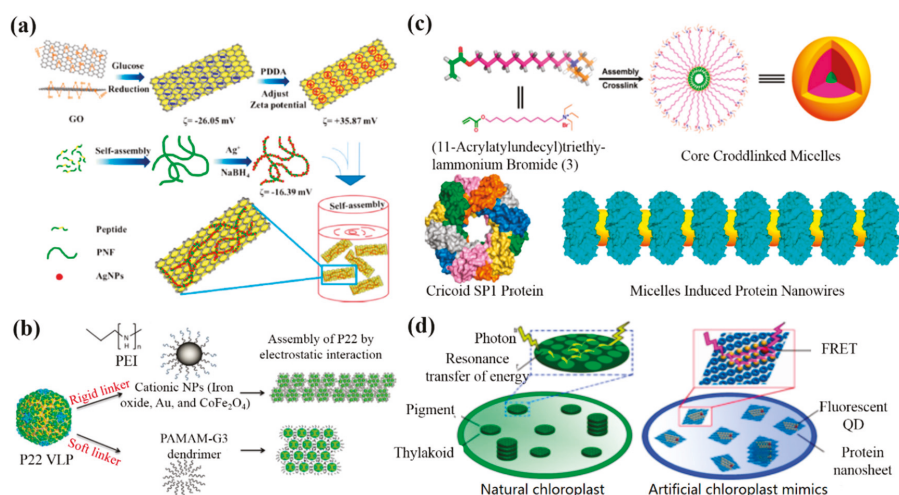 (a)
Glucose
Reduction
PDDA
Adjust
Zeta potential
GO
ζ= -26.05 mV
ζ= +35.87 mV
Self-assembly
Ag⁺
NaBH₄
ζ= -16.39 mV
Self-assembly
Peptide
PNF
AgNPs
(b)
PEI
N
H
n
Rigid linker
Cationic NPs (Iron
oxide, Au, and CoFe₂O₄)
Assembly of P22 by
electrostatic interaction
P22 VLP
Soft linker
PAMAM-G3
dendrimer
(c)
Assembly
Crosslink
(11-Acrylatylundecyl)triethy-
lammonium Bromide (3)
Core Croddlinked Micelles
Cricoid SP1 Protein
Micelles Induced Protein Nanowires
(d)
Photon
Resonance
transfer of energy
Pigment
Thylakoid
Natural chloroplast
FRET
Fluorescent
QD
Protein
nanosheet
Artificial chloroplast mimics